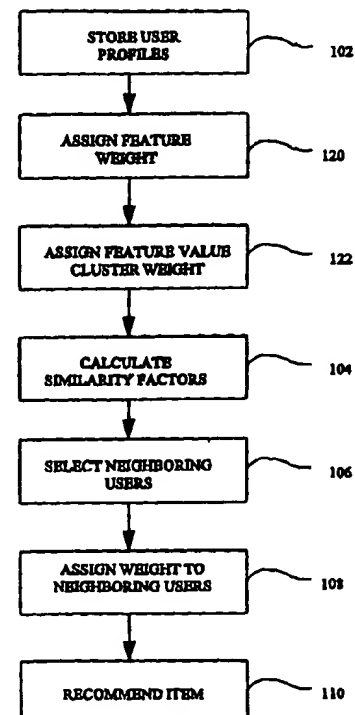 STORE USER
PROFILES
102
ASSIGN FEATURE
WEIGHT
120
ASSIGN FEATURE VALUE
CLUSTER WEIGHT
122
CALCULATE
SIMILARITY FACTORS
104
SELECT NEIGHBORING
USERS
106
ASSIGN WEIGHT TO
NEIGHBORING USERS
108
RECOMMEND ITEM
110